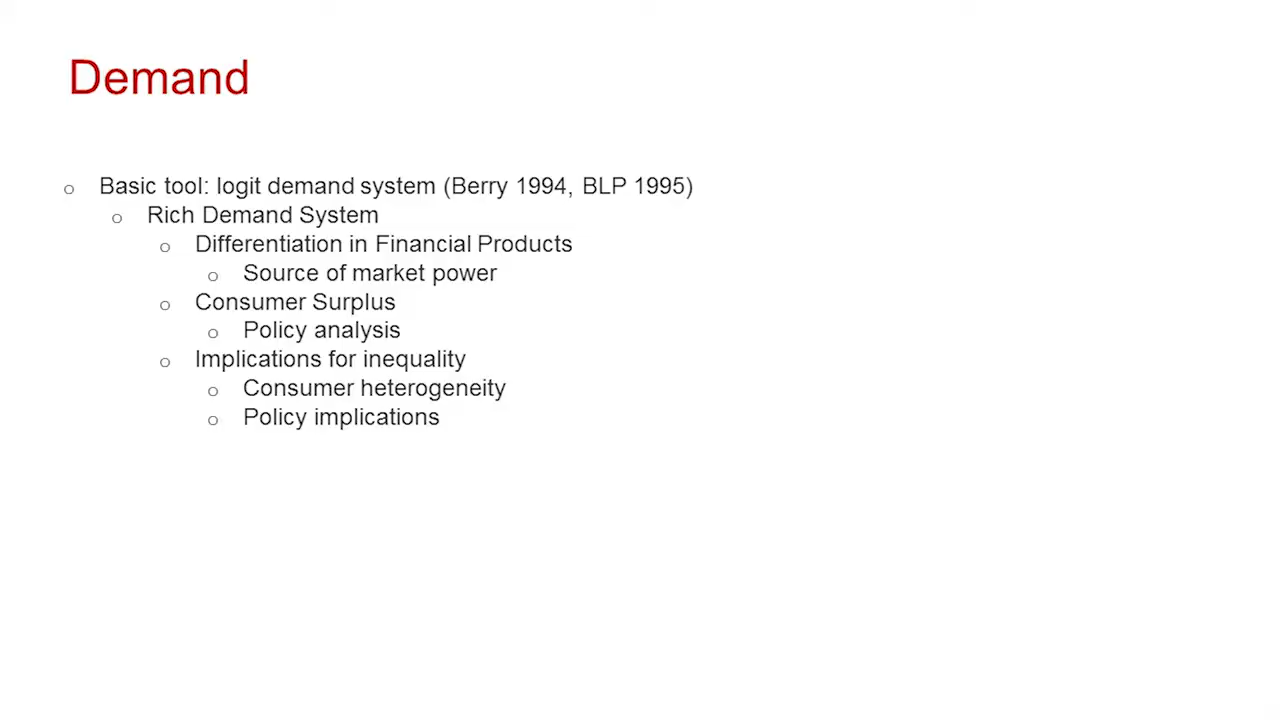 Demand
o Basic tool: logit demand system (Berry 1994, BLP 1995)
o Rich Demand System
o Differentiation in Financial Products
o Source of market power
o Consumer Surplus
o Policy analysis
o Implications for inequality
o Consumer heterogeneity
o Policy implications